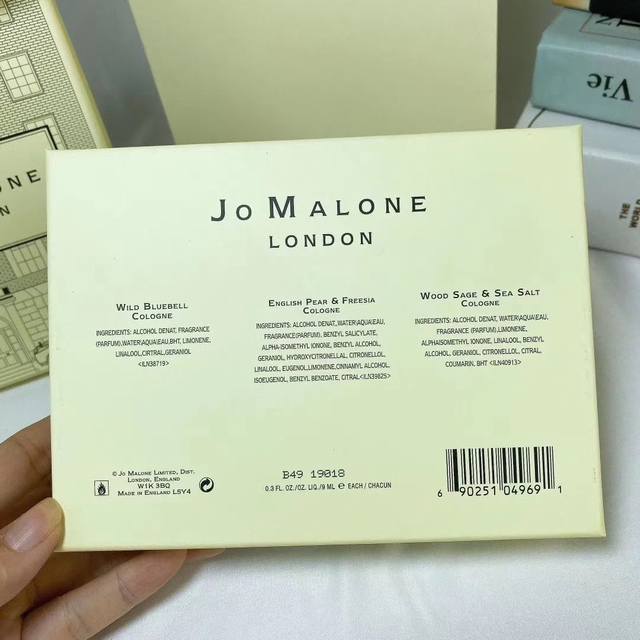 JO MALONE
LONDON
WILD BLUEBELL
COLOGNE
INGREDIENTS: ALCOHOL DENAT, FRAGRANCE
(PARFUM),WATER\AQUA\EAU,BHT, LIMONENE,
LINALOOL,CIRTRAL,GERANIOL
<ILN38719>
ENGLISH PEAR & FREESIA
COLOGNE
INGREDIENTS: ALCOHOL DENAT,WATER\AQUA\EAU,
FRAGRANCE(PARFUM), BENZYL SALICYLATE,
ALPHA-ISOMETHYL IONONE, BENZYL ALCOHOL,
GERANIOL, HYDROXYCITRONELLAL, CITRONELLOL,
LINALOOL, EUGENOL,LIMONENE,CINNAMYL ALCOHOL,
ISOEUGENOL, BENZYL BENZOATE, CITRAL<ILN39825>
WOOD SAGE & SEA SALT
COLOGNE
INGREDIENTS: ALCOHOL DENAT,WATER\AQUA\EAU,
FRAGRANCE (PARFUM),LIMONENE,
ALPHAISOMETHYL IONONE, LINALOOL, BENZYL
ALCOHOL, GERANIOL, CITRONELLOL, CITRAL,
COUMARIN, BHT <ILN40913>
© JO MALONE LIMITED, DIST.
LONDON, ENGLAND
W1K 3BQ
MADE IN ENGLAND L5Y4
B49 19018
0.3 FL. OZ./OZ. LIQ./9 ML ℮ EACH / CHACUN
6 90251 04969 1
ALONE
N
Vie
THE
WORLD